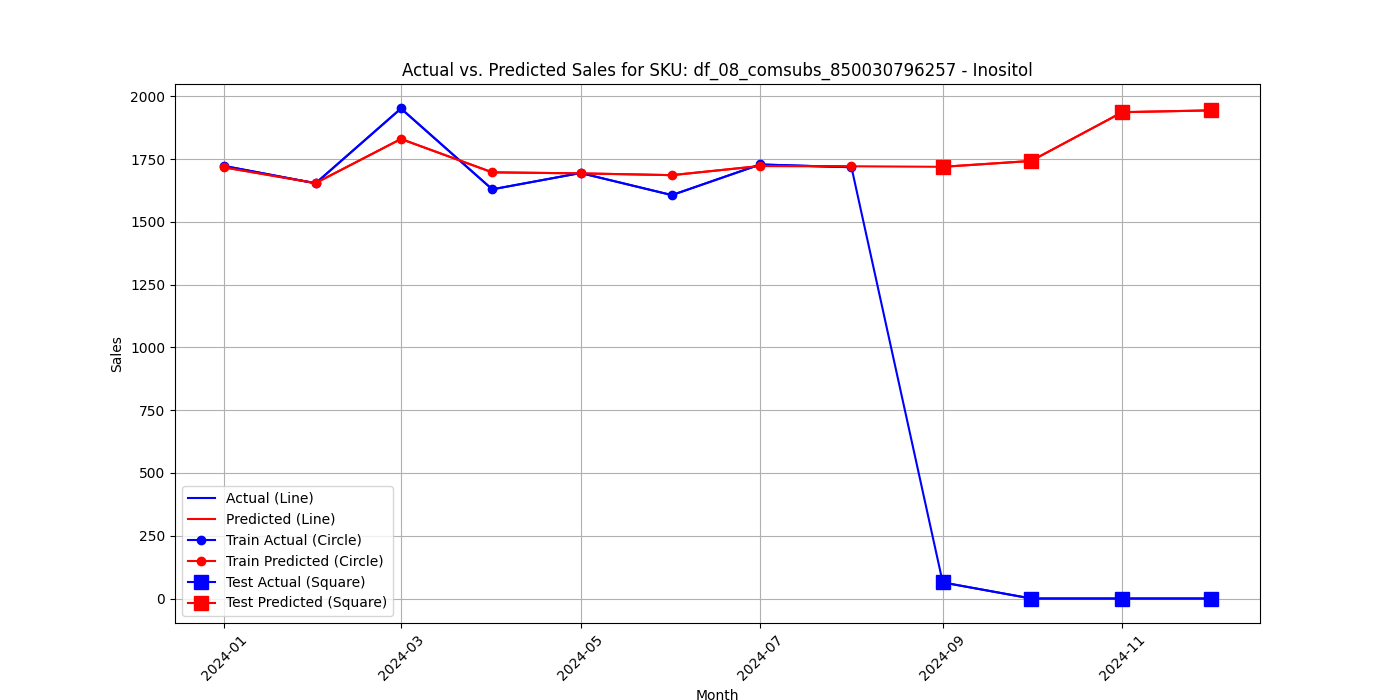 Actual vs. Predicted Sales for SKU: df_08_comsubs_850030796257 - Inositol
2000
1750
1500
1250
1000
750
500
250
0
Sales
Actual (Line)
Predicted (Line)
Train Actual (Circle)
Train Predicted (Circle)
Test Actual (Square)
Test Predicted (Square)
2024-01
2024-03
2024-05
2024-07
2024-09
2024-11
Month